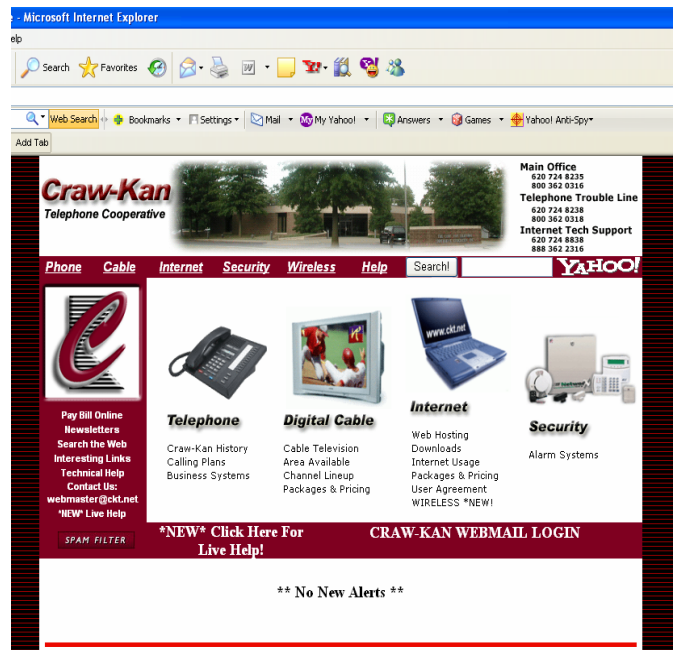 - Microsoft Internet Explorer
elp
Search Favorites
Web Search Bookmarks Settings Mail My Yahoo! Answers Games Yahoo! Anti-Spy
Add Tab
Craw-Kan
Telephone Cooperative
Main Office
620 724 8235
800 362 0316
Telephone Trouble Line
620 724 8238
800 362 0318
Internet Tech Support
620 724 8838
888 362 2316
Phone Cable Internet Security Wireless Help Search! YAHOO!
Pay Bill Online
Newsletters
Search the Web
Interesting Links
Technical Help
Contact Us:
webmaster@ckt.net
*NEW* Live Help
SPAM FILTER
Telephone
Craw-Kan History
Calling Plans
Business Systems
Digital Cable
Cable Television
Area Available
Channel Lineup
Packages & Pricing
www.ckt.net
Internet
Web Hosting
Downloads
Internet Usage
Packages & Pricing
User Agreement
WIRELESS *NEW!
Security
Alarm Systems
*NEW* Click Here For
Live Help!
CRAW-KAN WEBMAIL LOGIN
** No New Alerts **